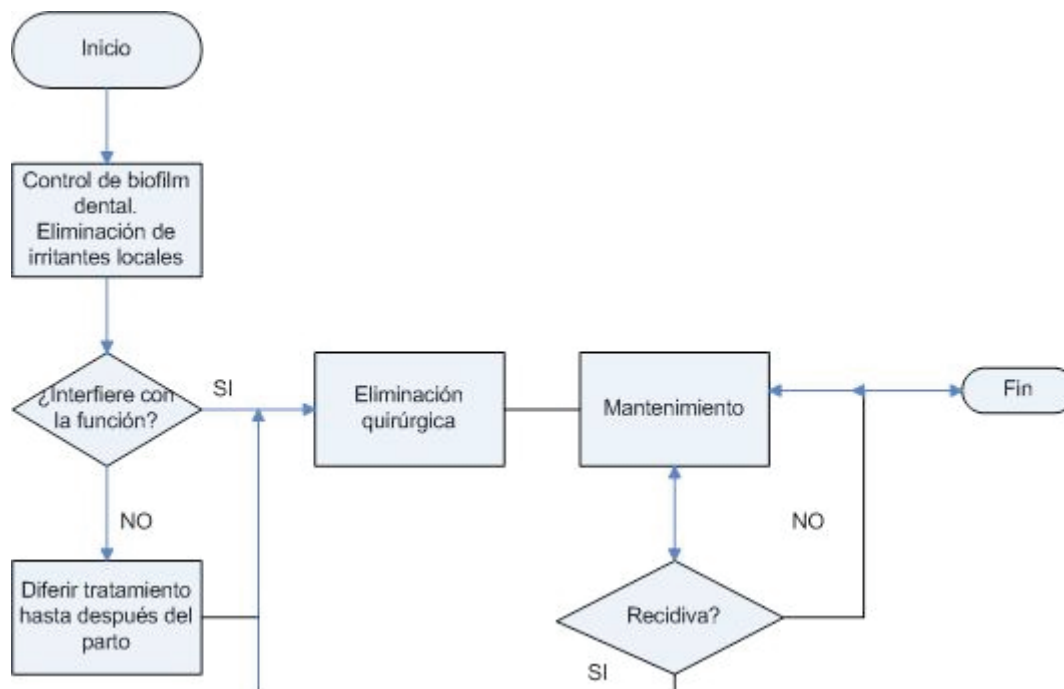 Inicio
Control de biofilm
dental.
Eliminación de
irritantes locales
¿Interfiere con
la función?
SI
Eliminación
quirúrgica
Mantenimiento
Fin
NO
NO
Diferir tratamiento
hasta después del
parto
Recidiva?
SI